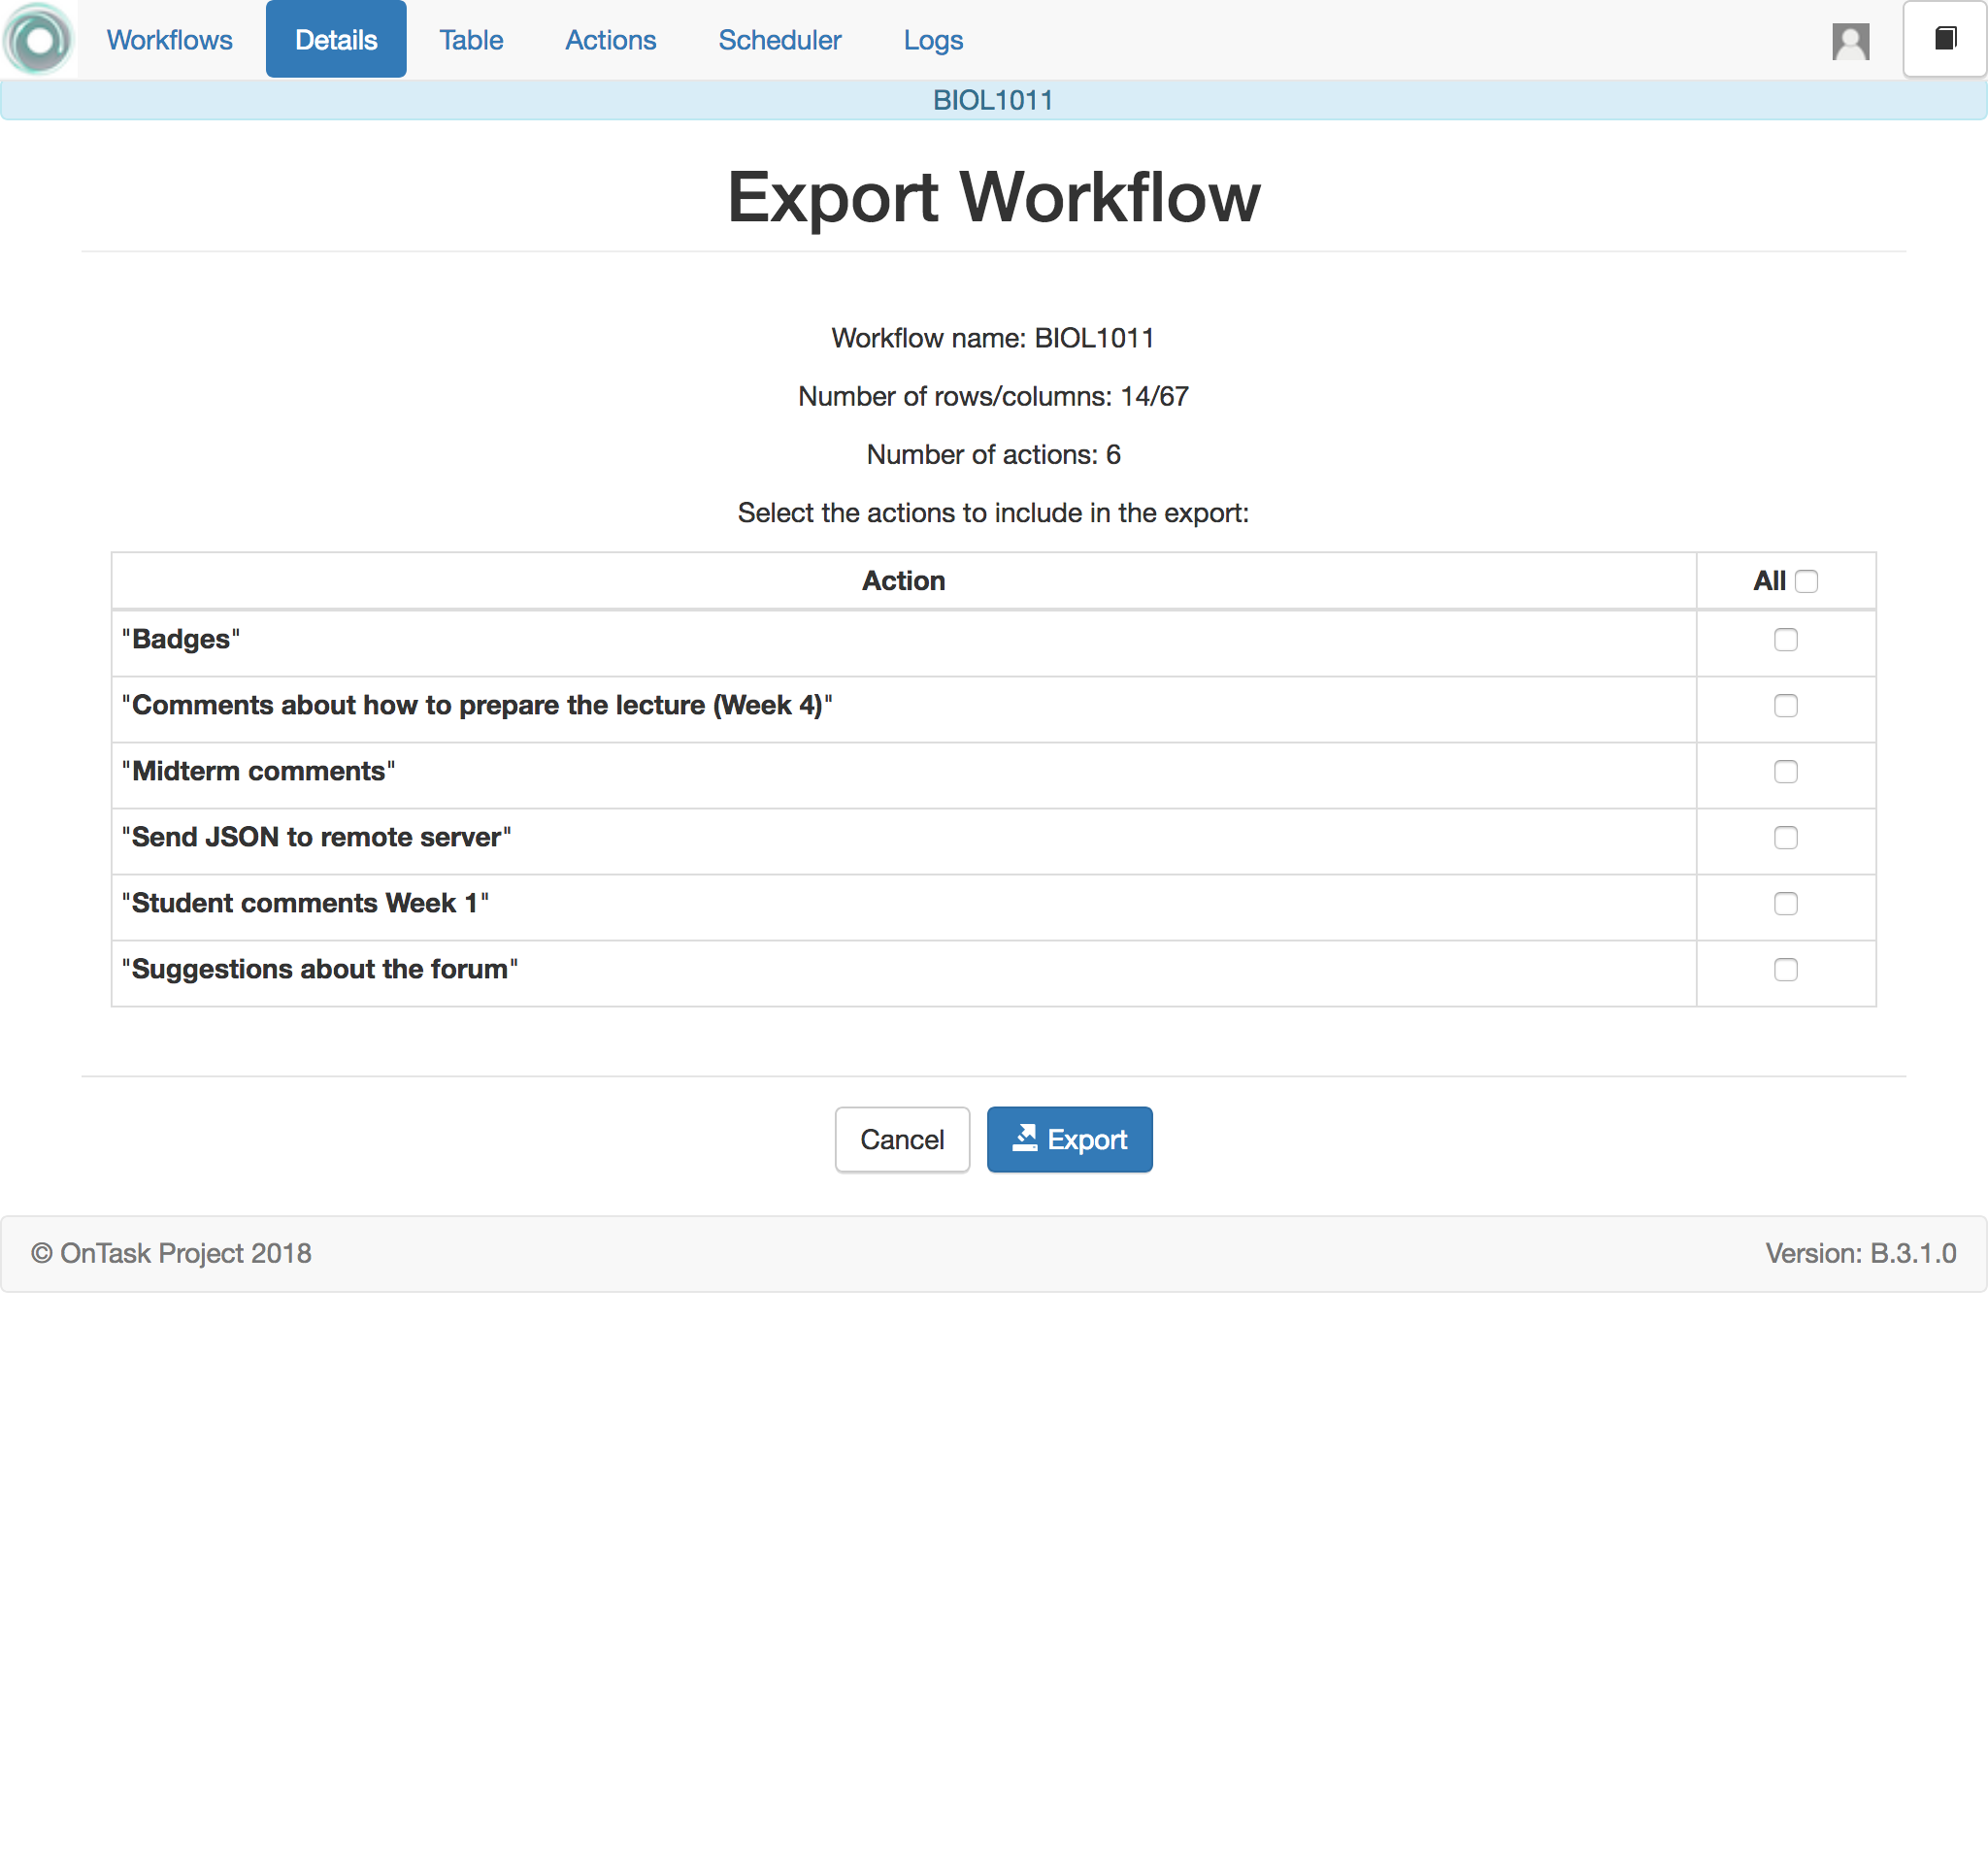 Workflows Details Table Actions Scheduler Logs
BIOL1011
Export Workflow
Workflow name: BIOL1011
Number of rows/columns: 14/67
Number of actions: 6
Select the actions to include in the export:
Action All
"Badges"
"Comments about how to prepare the lecture (Week 4)"
"Midterm comments"
"Send JSON to remote server"
"Student comments Week 1"
"Suggestions about the forum"
Cancel Export
© OnTask Project 2018 Version: B.3.1.0